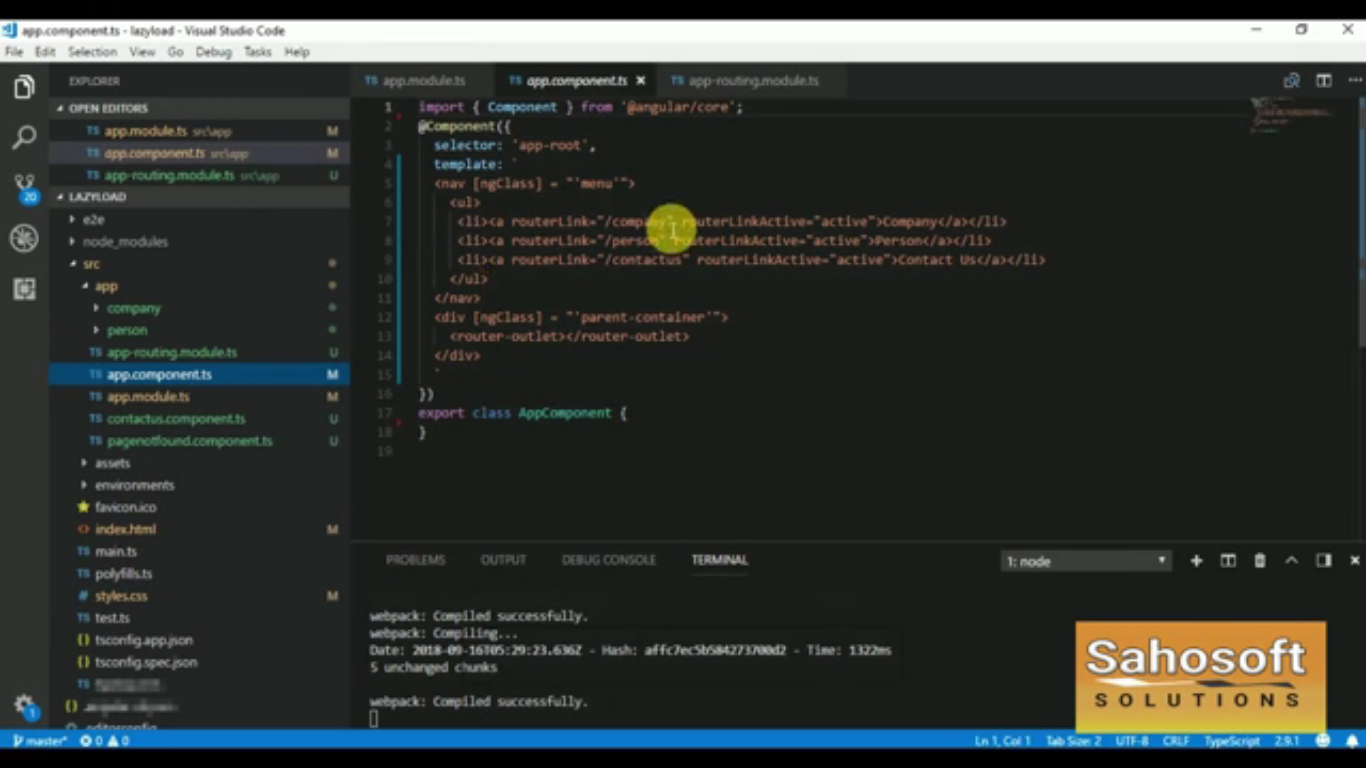 app.component.ts - lazyload - Visual Studio Code
File Edit Selection View Go Debug Tasks Help
EXPLORER
OPEN EDITORS
TS app.module.ts src\app M
TS app.component.ts src\app M
TS app-routing.module.ts src\app U
20
LAZYLOAD
e2e
node_modules
src
app
company
person
TS app-routing.module.ts U
TS app.component.ts M
TS app.module.ts M
TS contactus.component.ts U
TS pagenotfound.component.ts U
assets
environments
favicon.ico
<> index.html M
TS main.ts
TS polyfills.ts
# styles.css M
TS test.ts
{} tsconfig.app.json
{} tsconfig.spec.json
TS
{}
.editorconfig
1
TS app.module.ts TS app.component.ts × TS app-routing.module.ts
1 import { Component } from '@angular/core';
2 @Component({
3 selector: 'app-root',
4 template: `
5 <nav [ngClass] = "'menu'">
6 <ul>
7 <li><a routerLink="/company" routerLinkActive="active">Company</a></li>
8 <li><a routerLink="/person" routerLinkActive="active">Person</a></li>
9 <li><a routerLink="/contactus" routerLinkActive="active">Contact Us</a></li>
10 </ul>
11 </nav>
12 <div [ngClass] = "'parent-container'">
13 <router-outlet></router-outlet>
14 </div>
15 `
16 })
17 export class AppComponent {
18 }
19
PROBLEMS OUTPUT DEBUG CONSOLE TERMINAL 1: node
webpack: Compiled successfully.
webpack: Compiling...
Date: 2018-09-16T05:29:23.636Z - Hash: affc7ec5b584273700d2 - Time: 1322ms
5 unchanged chunks
webpack: Compiled successfully.
Sahosoft
SOLUTIONS
master* 0 0 Ln 1, Col 1 Tab Size: 2 UTF-8 CRLF TypeScript 2.9.1